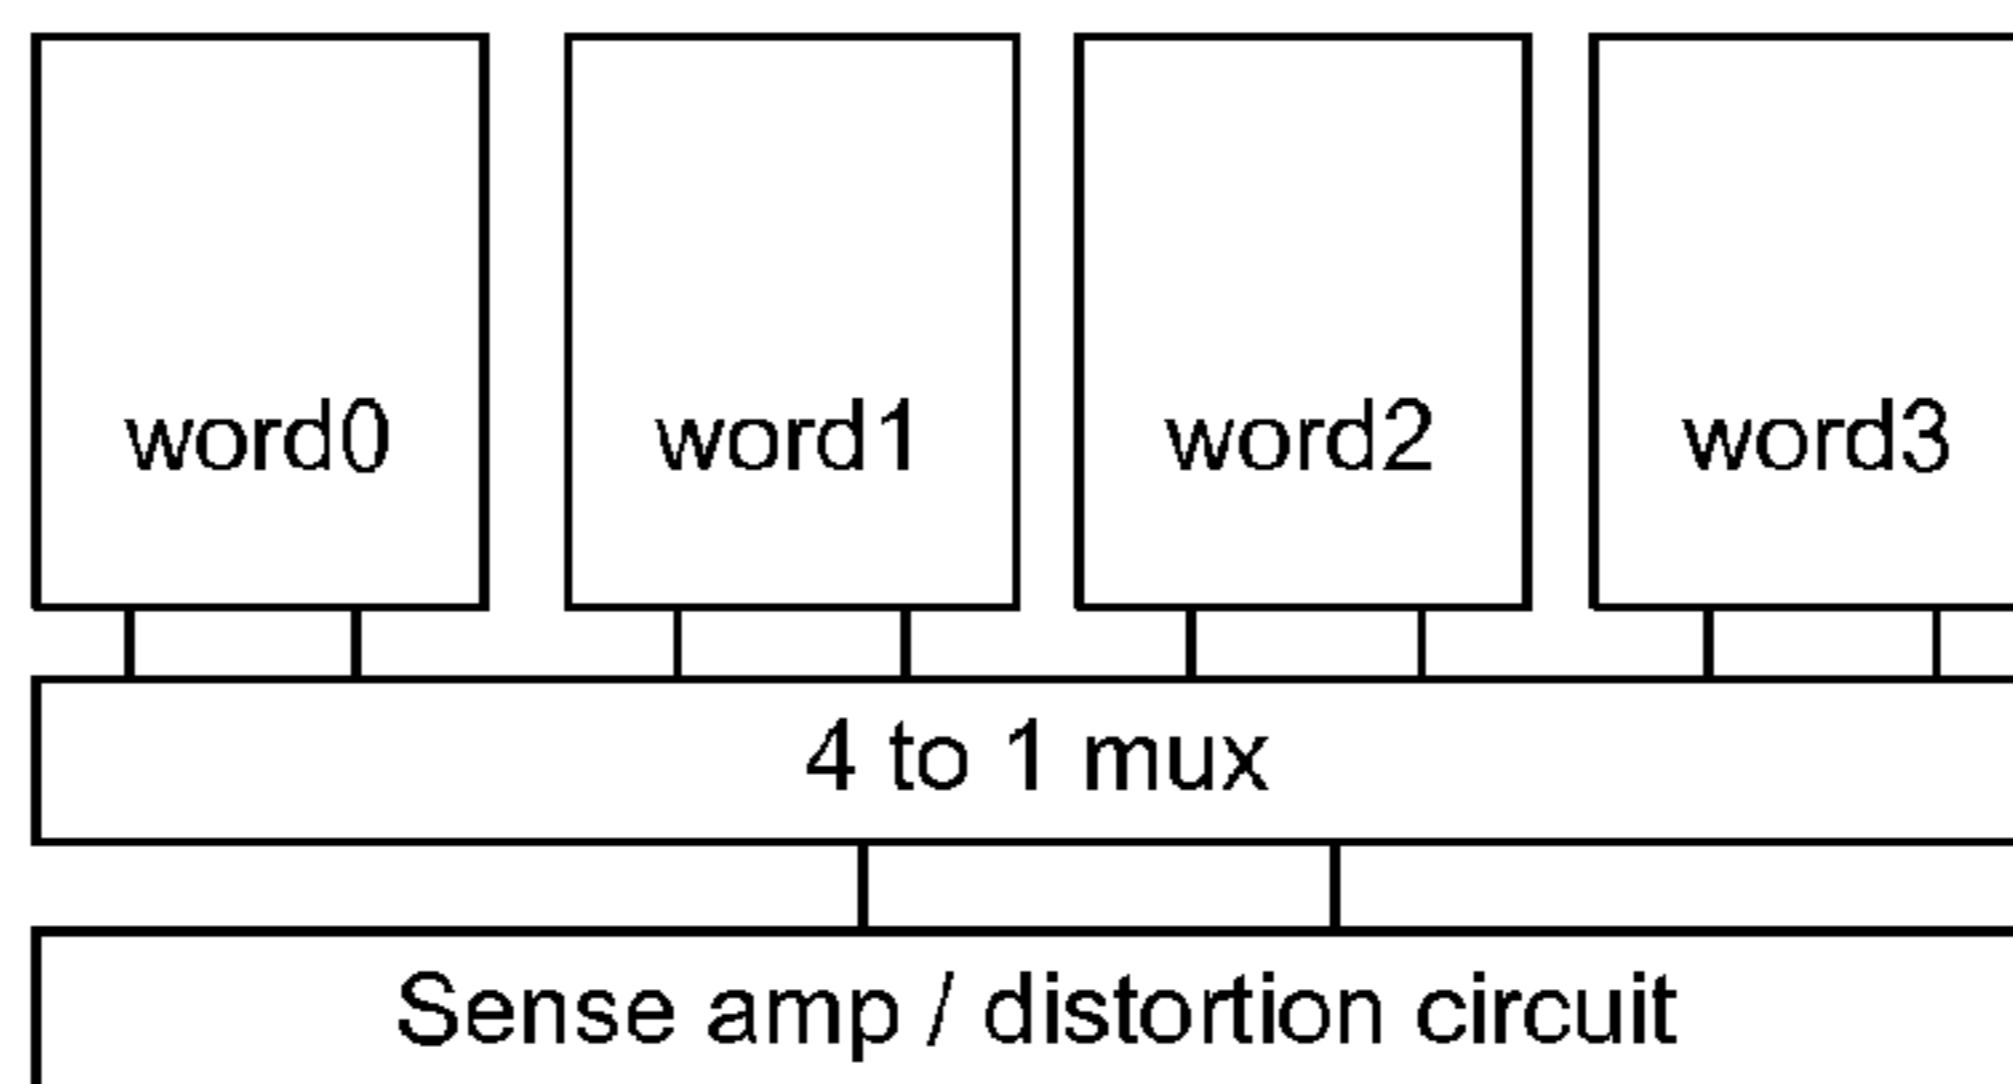 word0 word1 word2 word3
4 to 1 mux
Sense amp / distortion circuit